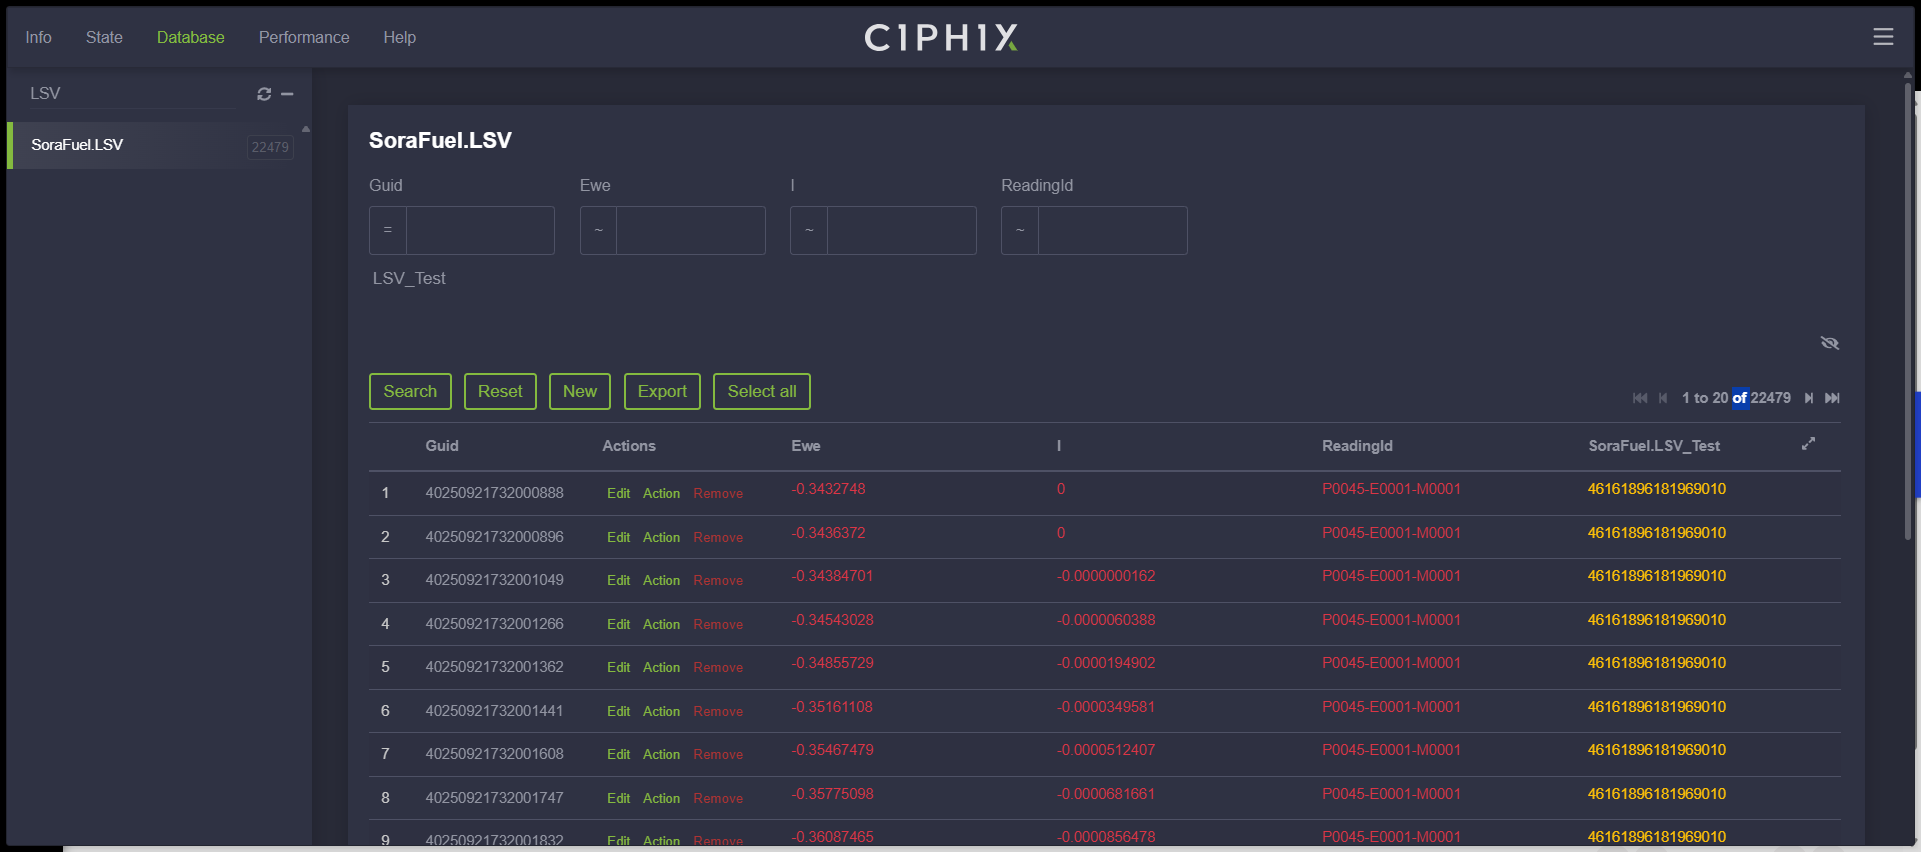 Info State Database Performance Help C1PH1X
LSV
SoraFuel.LSV 22479
SoraFuel.LSV
Guid Ewe I ReadingId
= ~ ~ ~
LSV_Test
Search Reset New Export Select all 1 to 20 of 22479
Guid Actions Ewe I ReadingId SoraFuel.LSV_Test
1 40250921732000888 Edit Action Remove -0.3432748 0 P0045-E0001-M0001 46161896181969010
2 40250921732000896 Edit Action Remove -0.3436372 0 P0045-E0001-M0001 46161896181969010
3 40250921732001049 Edit Action Remove -0.34384701 -0.0000000162 P0045-E0001-M0001 46161896181969010
4 40250921732001266 Edit Action Remove -0.34543028 -0.0000060388 P0045-E0001-M0001 46161896181969010
5 40250921732001362 Edit Action Remove -0.34855729 -0.0000194902 P0045-E0001-M0001 46161896181969010
6 40250921732001441 Edit Action Remove -0.35161108 -0.0000349581 P0045-E0001-M0001 46161896181969010
7 40250921732001608 Edit Action Remove -0.35467479 -0.0000512407 P0045-E0001-M0001 46161896181969010
8 40250921732001747 Edit Action Remove -0.35775098 -0.0000681661 P0045-E0001-M0001 46161896181969010
9 40250921732001832 Edit Action Remove -0.36087465 -0.0000856478 P0045-E0001-M0001 46161896181969010